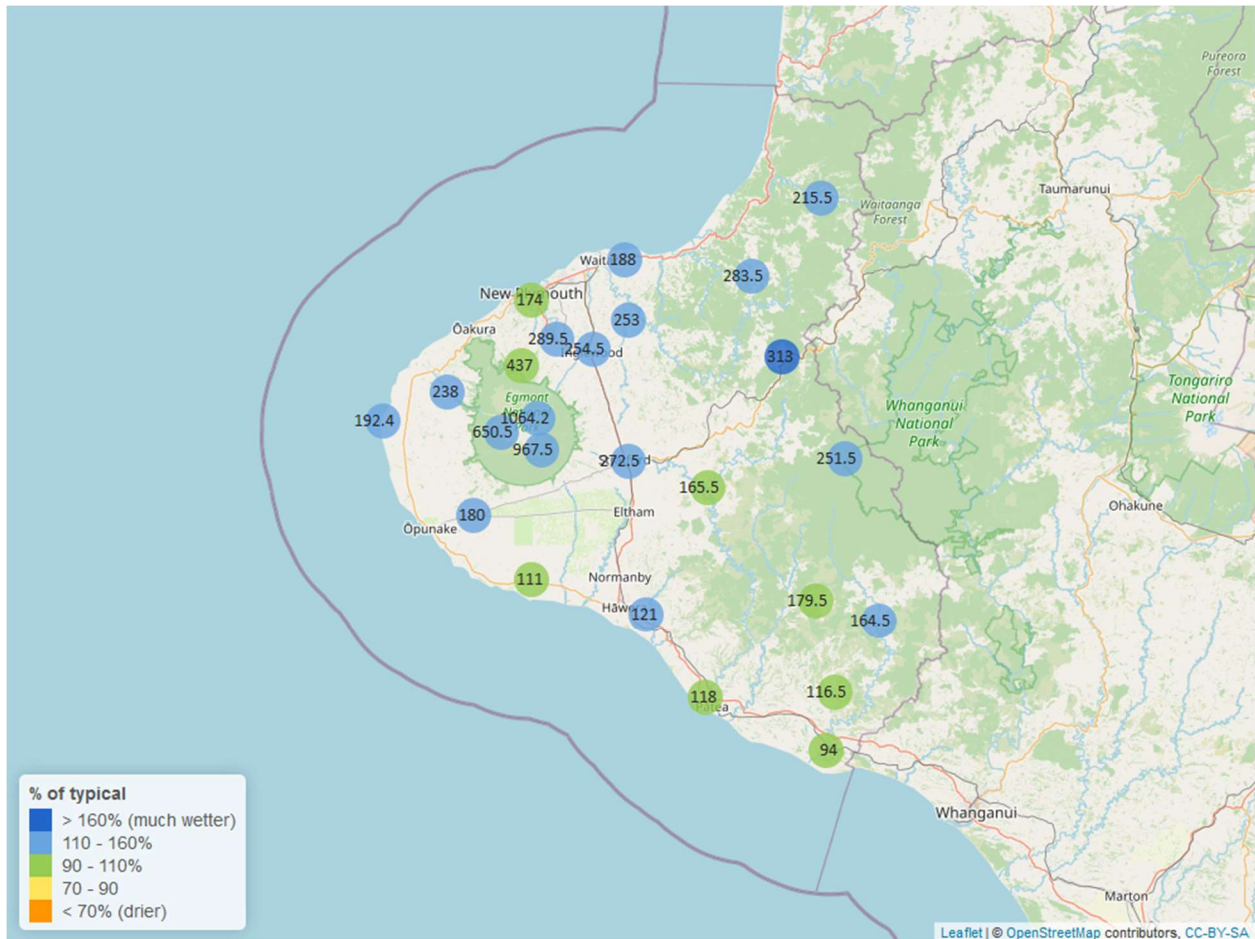 Pureora
Forest
Taumarunui
215.5
Waitaanga
Forest
188
283.5
174
253
Ōakura
289.5
254.5
313
437
238
Egmont
1064.2
192.4
650.5
967.5
Whanganui
National
Park
Tongariro
National
Park
272.5
251.5
165.5
Ohakune
180
Eltham
Ōpunake
111
Normanby
179.5
121
164.5
118
116.5
94
Whanganui
Marton
% of typical
> 160% (much wetter)
110 - 160%
90 - 110%
70 - 90
< 70% (drier)
Leaflet | © OpenStreetMap contributors, CC-BY-SA